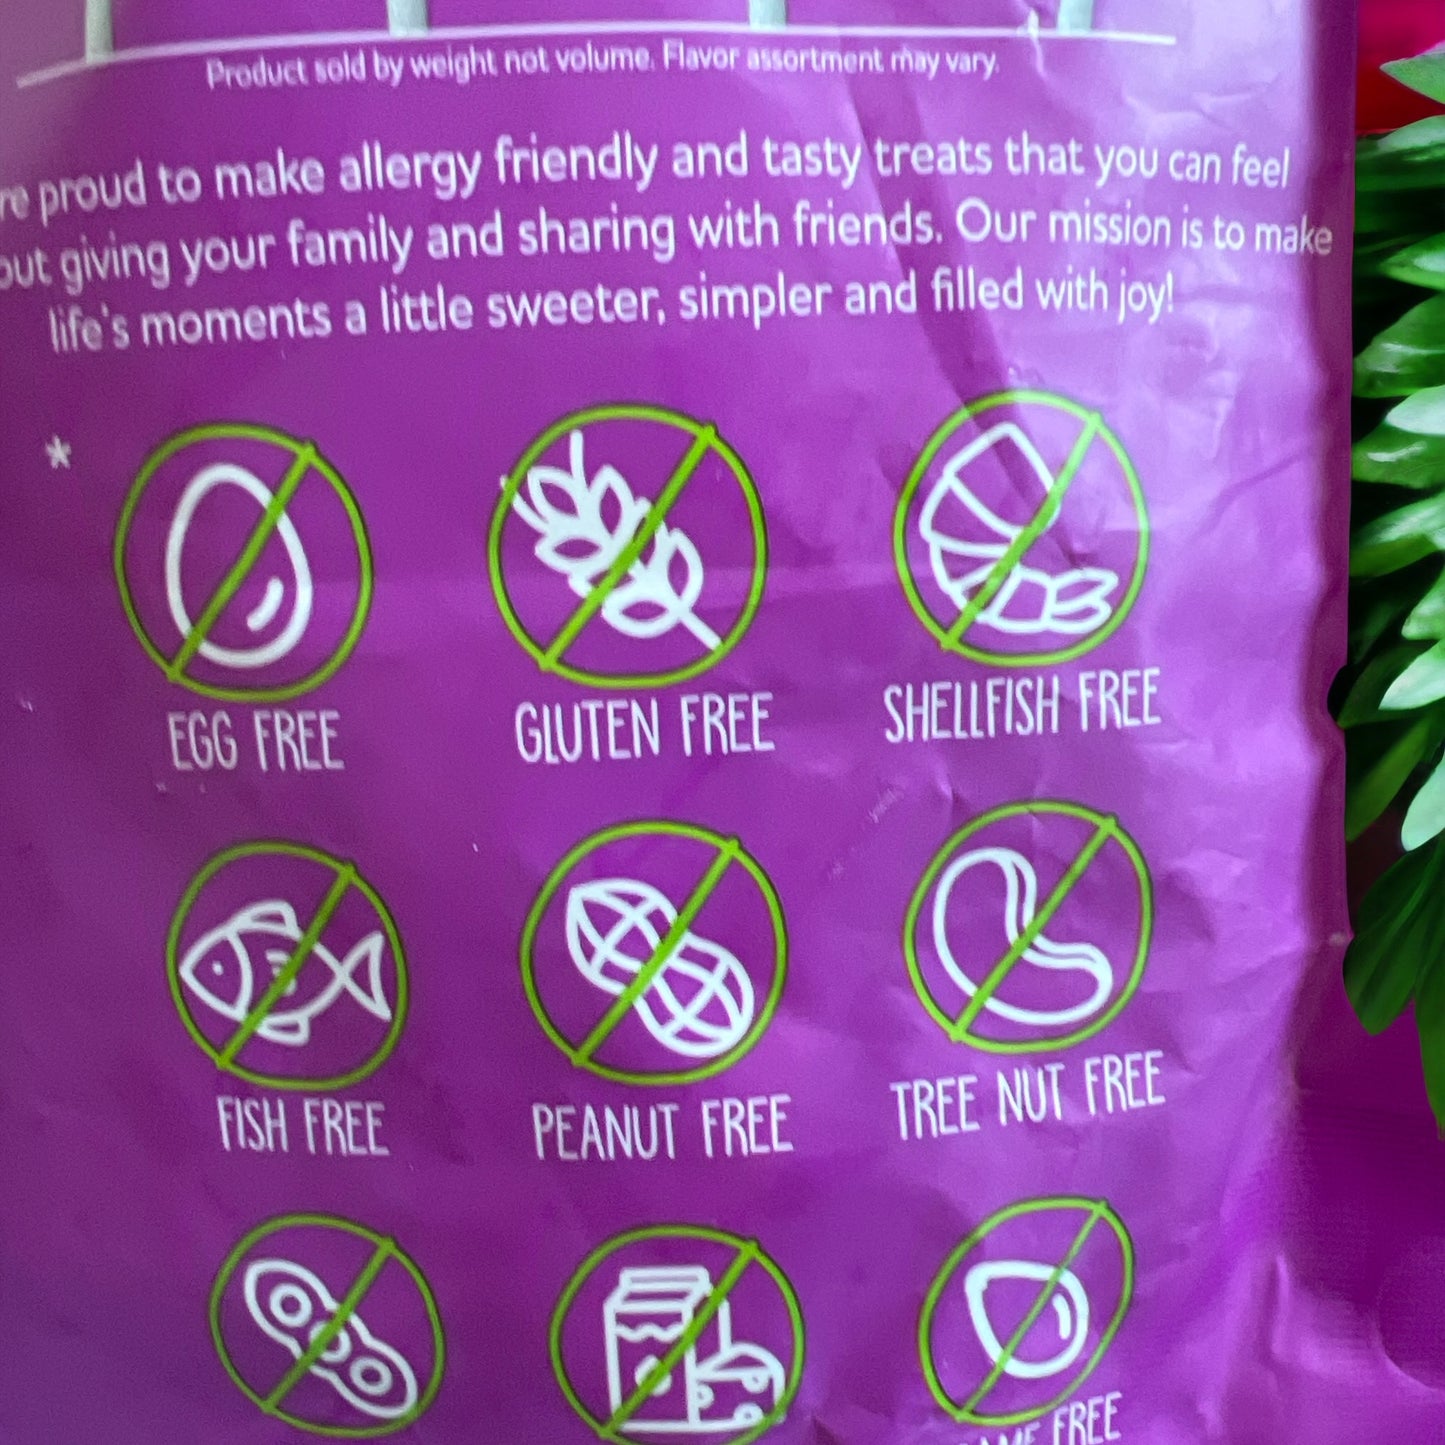 Product sold by weight not volume. Flavor assortment may vary.
proud to make allergy friendly and tasty treats that you can feel
giving your family and sharing with friends. Our mission is to make
life's moments a little sweeter, simpler and filled with joy!
*
EGG FREE
GLUTEN FREE
SHELLFISH FREE
FISH FREE
PEANUT FREE
TREE NUT FREE
FREE